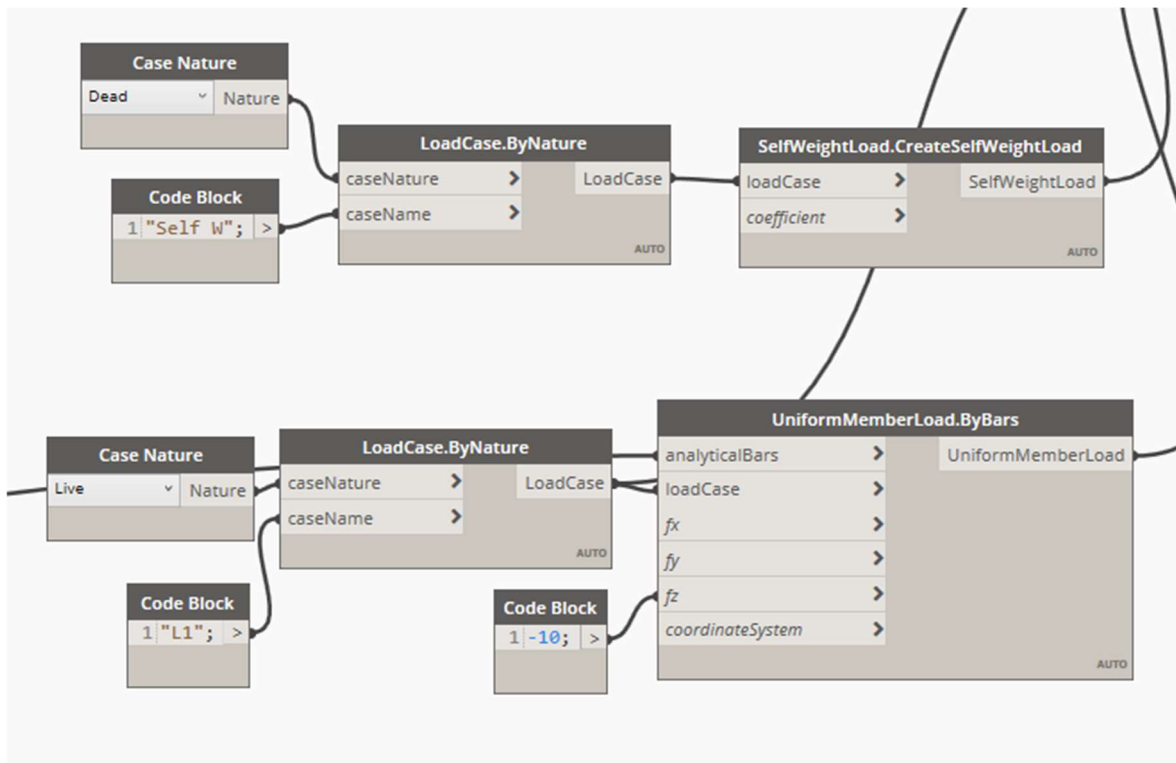 Case Nature
Dead Nature
LoadCase.ByNature
caseNature > LoadCase
caseName >
AUTO
Code Block
1 "Self W"; >
SelfWeightLoad.CreateSelfWeightLoad
loadCase > SelfWeightLoad
coefficient >
AUTO
Case Nature
Live Nature
LoadCase.ByNature
caseNature > LoadCase
caseName >
AUTO
Code Block
1 "L1"; >
Code Block
1 -10; >
UniformMemberLoad.ByBars
analyticalBars > UniformMemberLoad
loadCase >
fx >
fy >
fz >
coordinateSystem >
AUTO